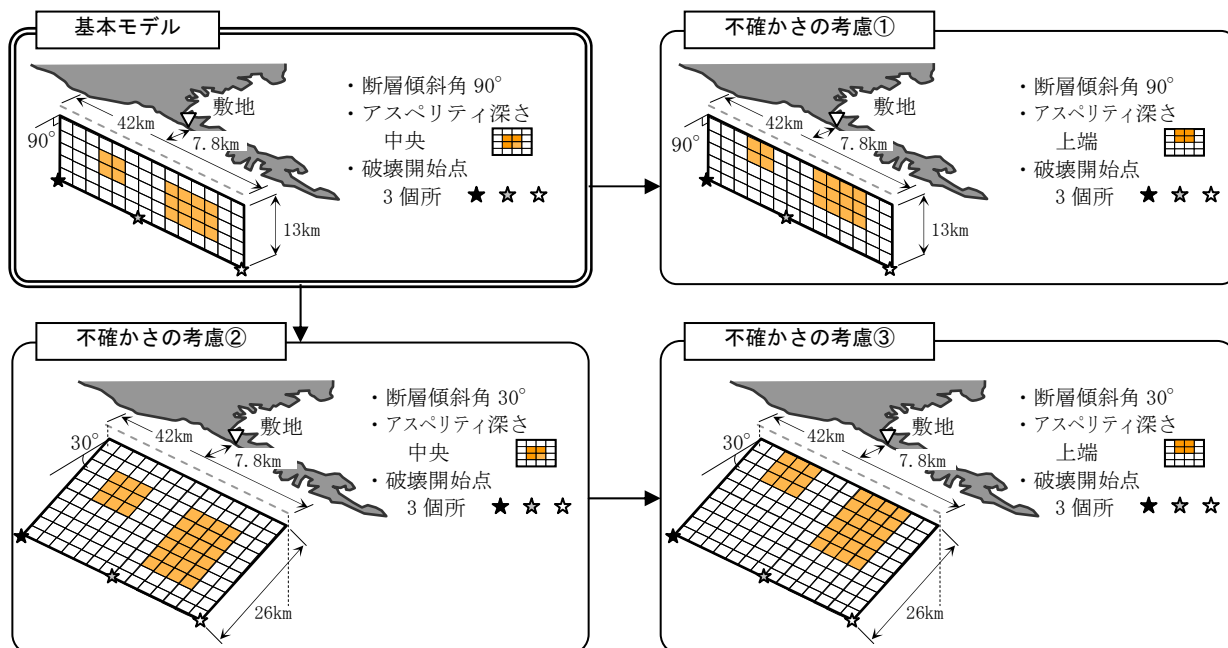 基本モデル
敷地
42km
7.8km
90°
13km
・断層傾斜角 90°
・アスペリティ深さ
中央
・破壊開始点
3 個所 ★ ☆ ☆
不確かさの考慮①
敷地
42km
7.8km
90°
13km
・断層傾斜角 90°
・アスペリティ深さ
上端
・破壊開始点
3 個所 ★ ☆ ☆
不確かさの考慮②
敷地
42km
7.8km
30°
26km
・断層傾斜角 30°
・アスペリティ深さ
中央
・破壊開始点
3 個所 ★ ☆ ☆
不確かさの考慮③
敷地
42km
7.8km
30°
26km
・断層傾斜角 30°
・アスペリティ深さ
上端
・破壊開始点
3 個所 ★ ☆ ☆